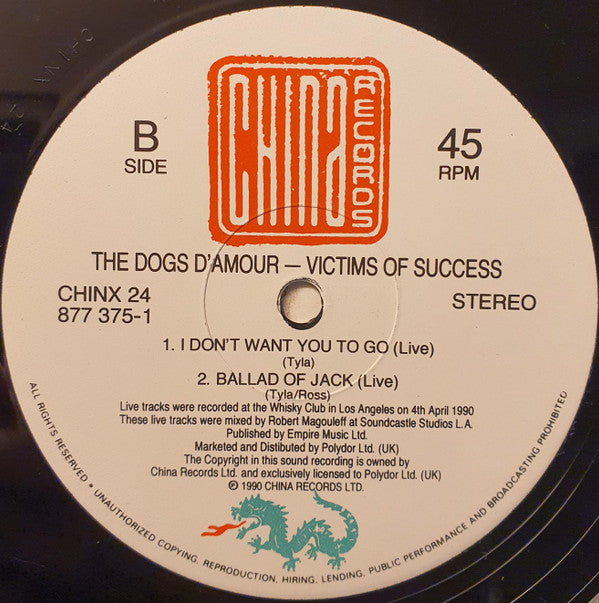 CHINA
RECORDS
B
SIDE
45
RPM
THE DOGS D'AMOUR — VICTIMS OF SUCCESS
CHINX 24
877 375-1
STEREO
1. I DON'T WANT YOU TO GO (Live)
(Tyla)
2. BALLAD OF JACK (Live)
(Tyla/Ross)
Live tracks were recorded at the Whisky Club in Los Angeles on 4th April 1990
These live tracks were mixed by Robert Magouleff at Soundcastle Studios L.A.
Published by Empire Music Ltd.
Marketed and Distributed by Polydor Ltd. (UK)
The Copyright in this sound recording is owned by
China Records Ltd. and exclusively licensed to Polydor Ltd. (UK)
℗ © 1990 CHINA RECORDS LTD.
ALL RIGHTS RESERVED • UNAUTHORIZED COPYING, REPRODUCTION, HIRING, LENDING, PUBLIC PERFORMANCE AND BROADCASTING PROHIBITED